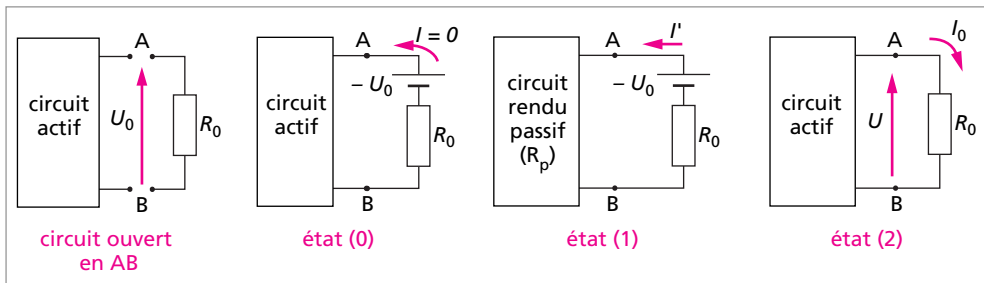 A
circuit
actif
U₀
R₀
B
circuit ouvert
en AB
A
I = 0
circuit
actif
– U₀
R₀
B
état (0)
A
I'
circuit
rendu
passif
(Rₚ)
– U₀
R₀
B
état (1)
A
I₀
circuit
actif
U
R₀
B
état (2)